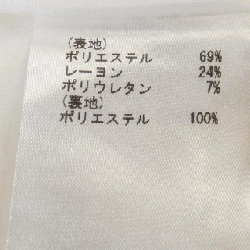 (表地)
ポリエステル 69%
レーヨン 24%
ポリウレタン 7%
(裏地)
ポリエステル 100%